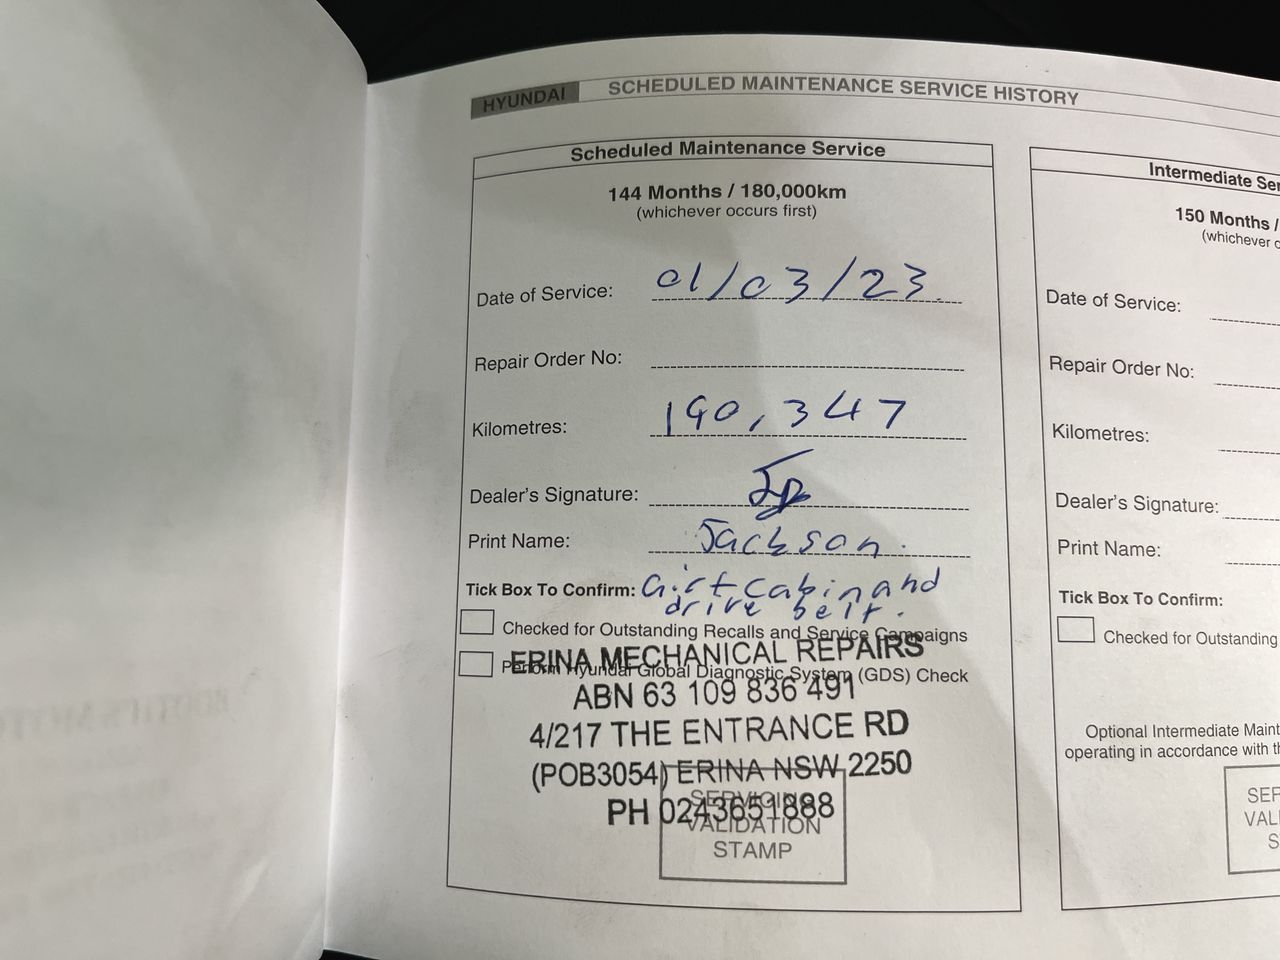 HYUNDAI SCHEDULED MAINTENANCE SERVICE HISTORY
Scheduled Maintenance Service
144 Months / 180,000km
(whichever occurs first)
Date of Service: 01/03/23
Repair Order No:
Kilometres: 190,347
Dealer's Signature:
Print Name: Jackson.
Tick Box To Confirm: Air + cabin and
drive belt.
Checked for Outstanding Recalls and Service Campaigns
Perform Hyundai Global Diagnostic System (GDS) Check
ERINA MECHANICAL REPAIRS
ABN 63 109 836 491
4/217 THE ENTRANCE RD
(POB3054) ERINA NSW 2250
PH 0243651888
SERVICING
VALIDATION
STAMP
Intermediate Ser
150 Months /
(whichever o
Date of Service:
Repair Order No:
Kilometres:
Dealer's Signature:
Print Name:
Tick Box To Confirm:
Checked for Outstanding
Optional Intermediate Maint
operating in accordance with th
SER
VALI
S